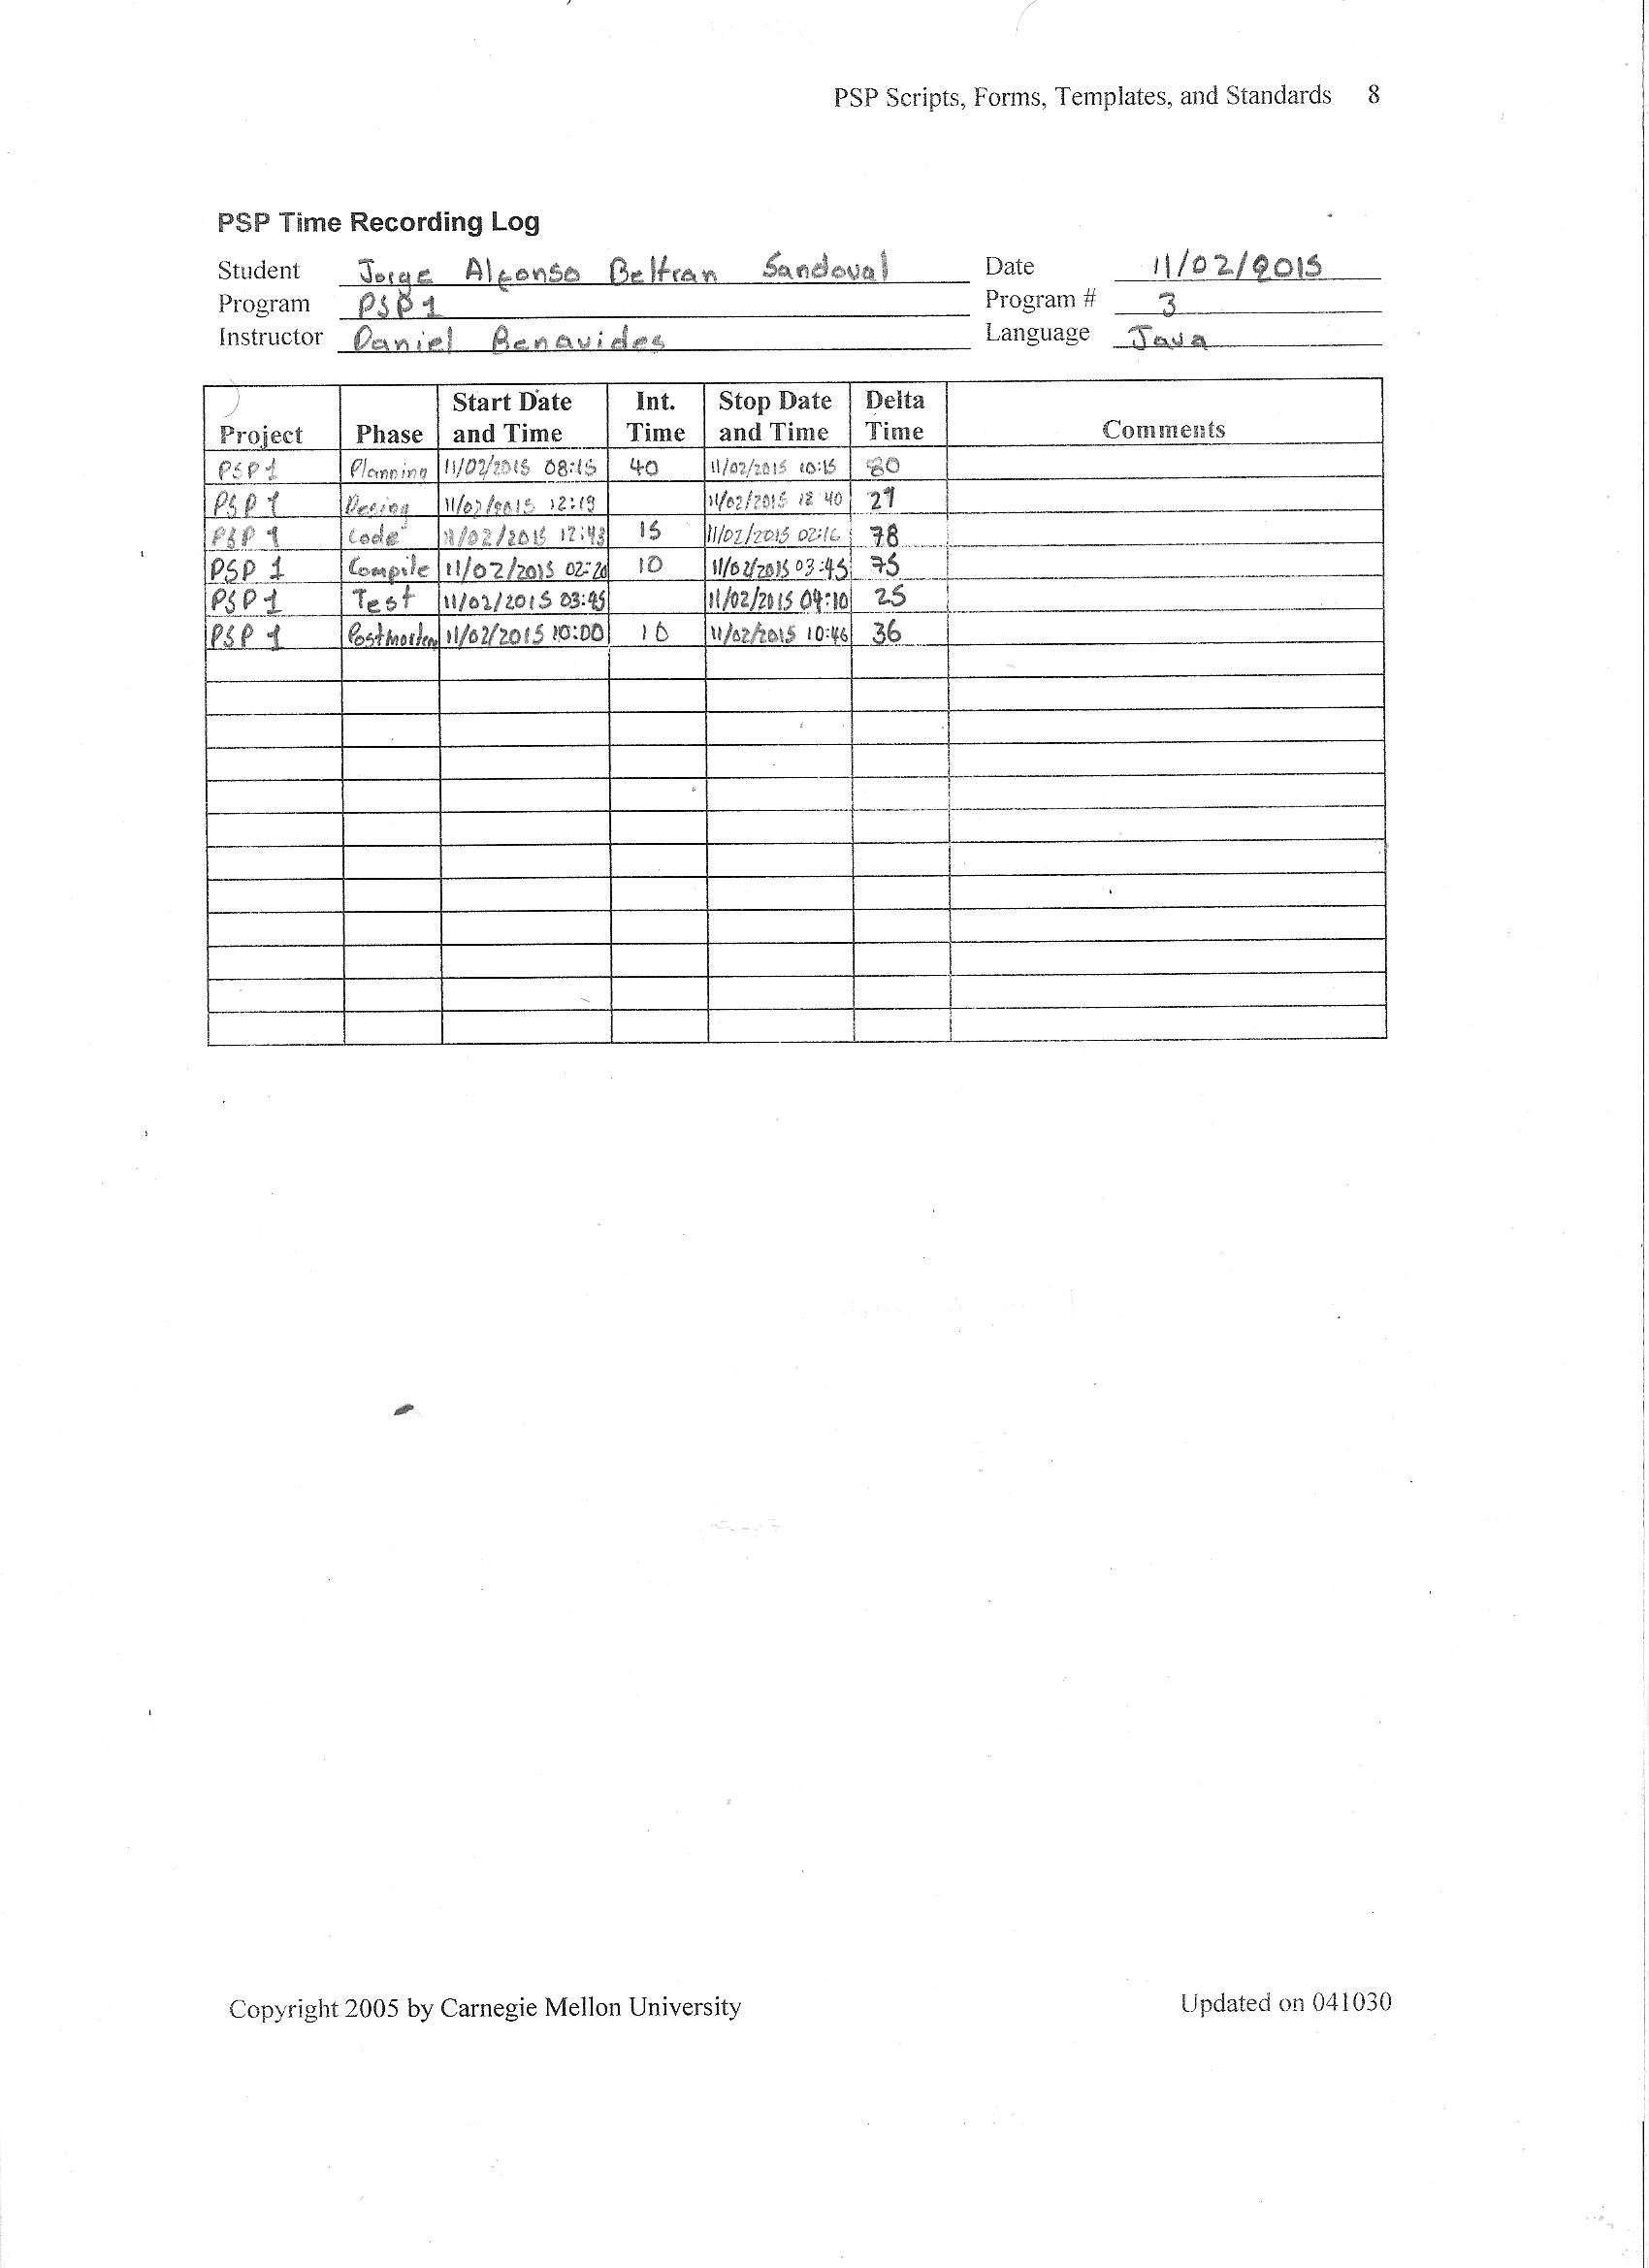 PSP Scripts, Forms, Templates, and Standards 8
PSP Time Recording Log
Student Jorge Alfonso Beltran Sandoval Date 11/02/2015
Program PSP1 Program # 3
Instructor Daniel Benavides Language Java
Project Phase Start Date and Time Int. Time Stop Date and Time Delta Time Comments
PSP1 Planning 11/02/2015 08:15 40 11/02/2015 10:15 80
PSP 1 11/02/2015 12:19 11/02/2015 12:40 21
PSP 1 Code 11/02/2015 12:43 15 11/02/2015 02:16 78
PSP 1 Compile 11/02/2015 02:20 10 11/02/2015 03:45 75
PSP 1 Test 11/02/2015 03:45 11/02/2015 04:10 25
PSP 1 Postmortem 11/02/2015 10:00 10 11/02/2015 10:46 36
Copyright 2005 by Carnegie Mellon University Updated on 041030